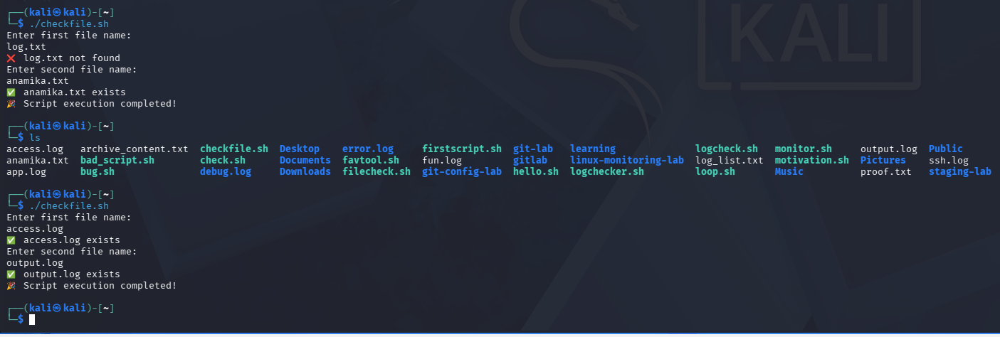 ┌──(kali㉿kali)-[~]
└─$ ./checkfile.sh
Enter first file name:
log.txt
❌ log.txt not found
Enter second file name:
anamika.txt
✅ anamika.txt exists
🎉 Script execution completed!
┌──(kali㉿kali)-[~]
└─$ ls
access.log archive_content.txt checkfile.sh Desktop error.log firstscript.sh git-lab learning logcheck.sh monitor.sh output.log Public
anamika.txt bad_script.sh check.sh Documents favtool.sh fun.log gitlab linux-monitoring-lab log_list.txt motivation.sh Pictures ssh.log
app.log bug.sh debug.log Downloads filecheck.sh git-config-lab hello.sh logchecker.sh loop.sh Music proof.txt staging-lab
┌──(kali㉿kali)-[~]
└─$ ./checkfile.sh
Enter first file name:
access.log
✅ access.log exists
Enter second file name:
output.log
✅ output.log exists
🎉 Script execution completed!
┌──(kali㉿kali)-[~]
└─$
KALI